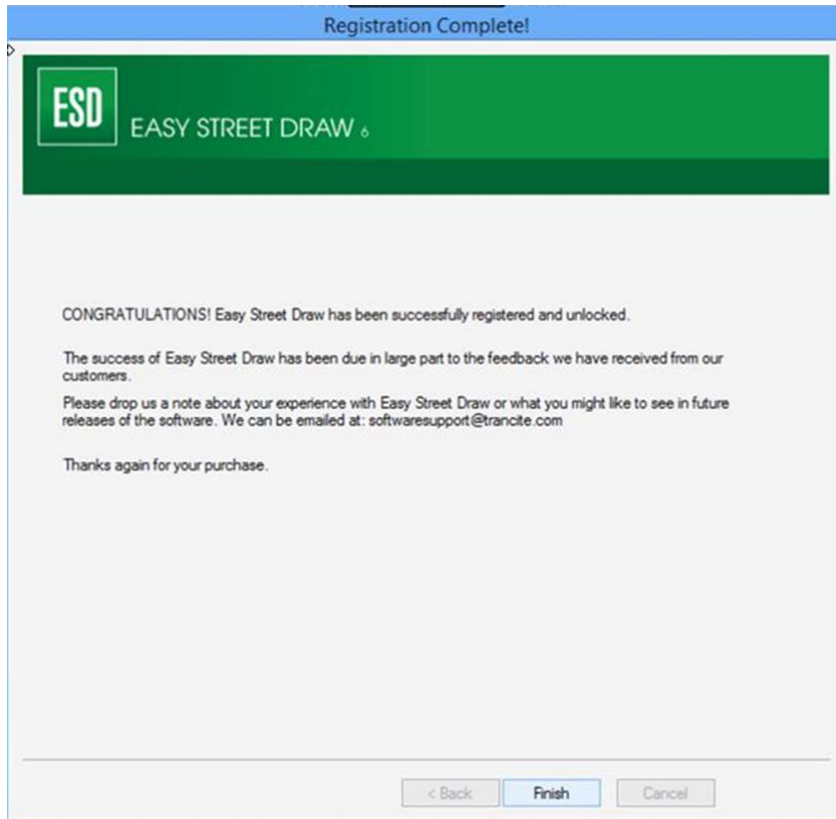 Registration Complete!
ESD
EASY STREET DRAW 6
CONGRATULATIONS! Easy Street Draw has been successfully registered and unlocked.
The success of Easy Street Draw has been due in large part to the feedback we have received from our
customers.
Please drop us a note about your experience with Easy Street Draw or what you might like to see in future
releases of the software. We can be emailed at: softwaresupport@trancite.com
Thanks again for your purchase.
< Back Finish Cancel